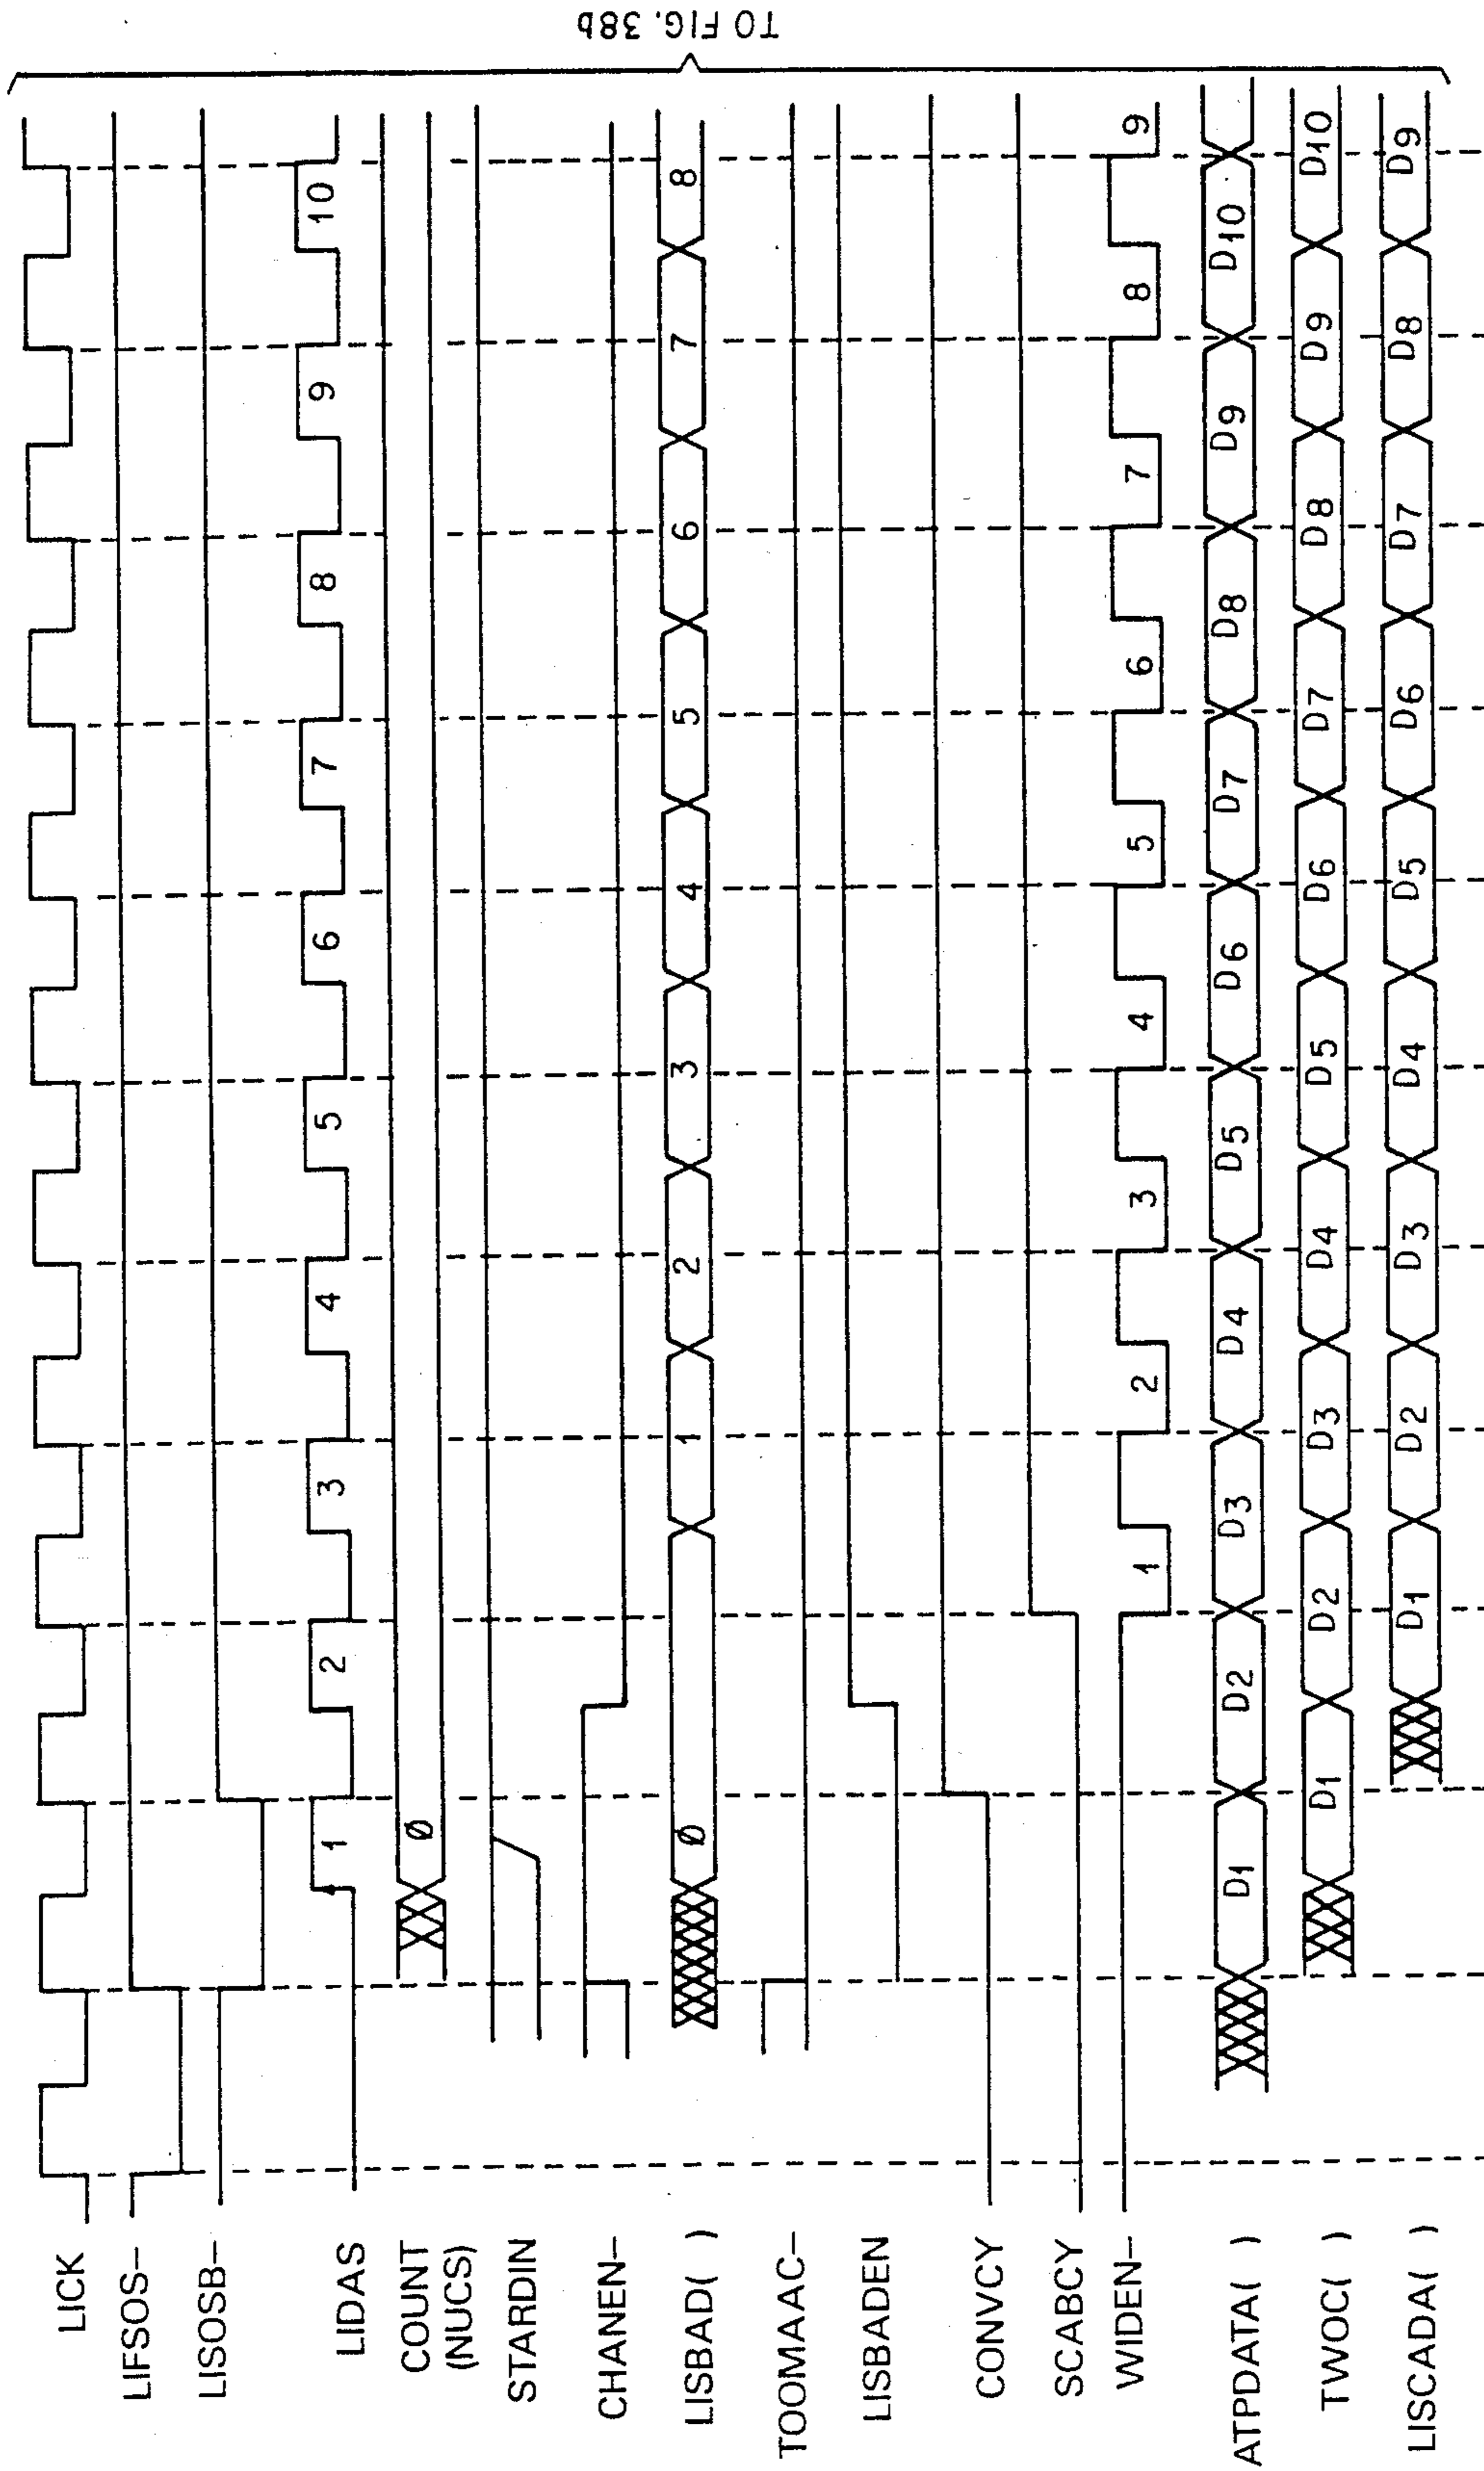 LICK
LIFSOS–
LISOSB–
LIDAS 1 2 3 4 5 6 7 8 9 10
COUNT (NUCS) Ø
STARDIN
CHANEN–
LISBAD( ) Ø 1 2 3 4 5 6 7 8
TOOMAAC–
LISBADEN
CONVCY
SCABCY
WIDEN– 1 2 3 4 5 6 7 8 9
ATPDATA( ) D1 D2 D3 D4 D5 D6 D7 D8 D9 D10
TWOC( ) D1 D2 D3 D4 D5 D6 D7 D8 D9 D10
LISCADA( ) D1 D2 D3 D4 D5 D6 D7 D8 D9
TO FIG. 38b